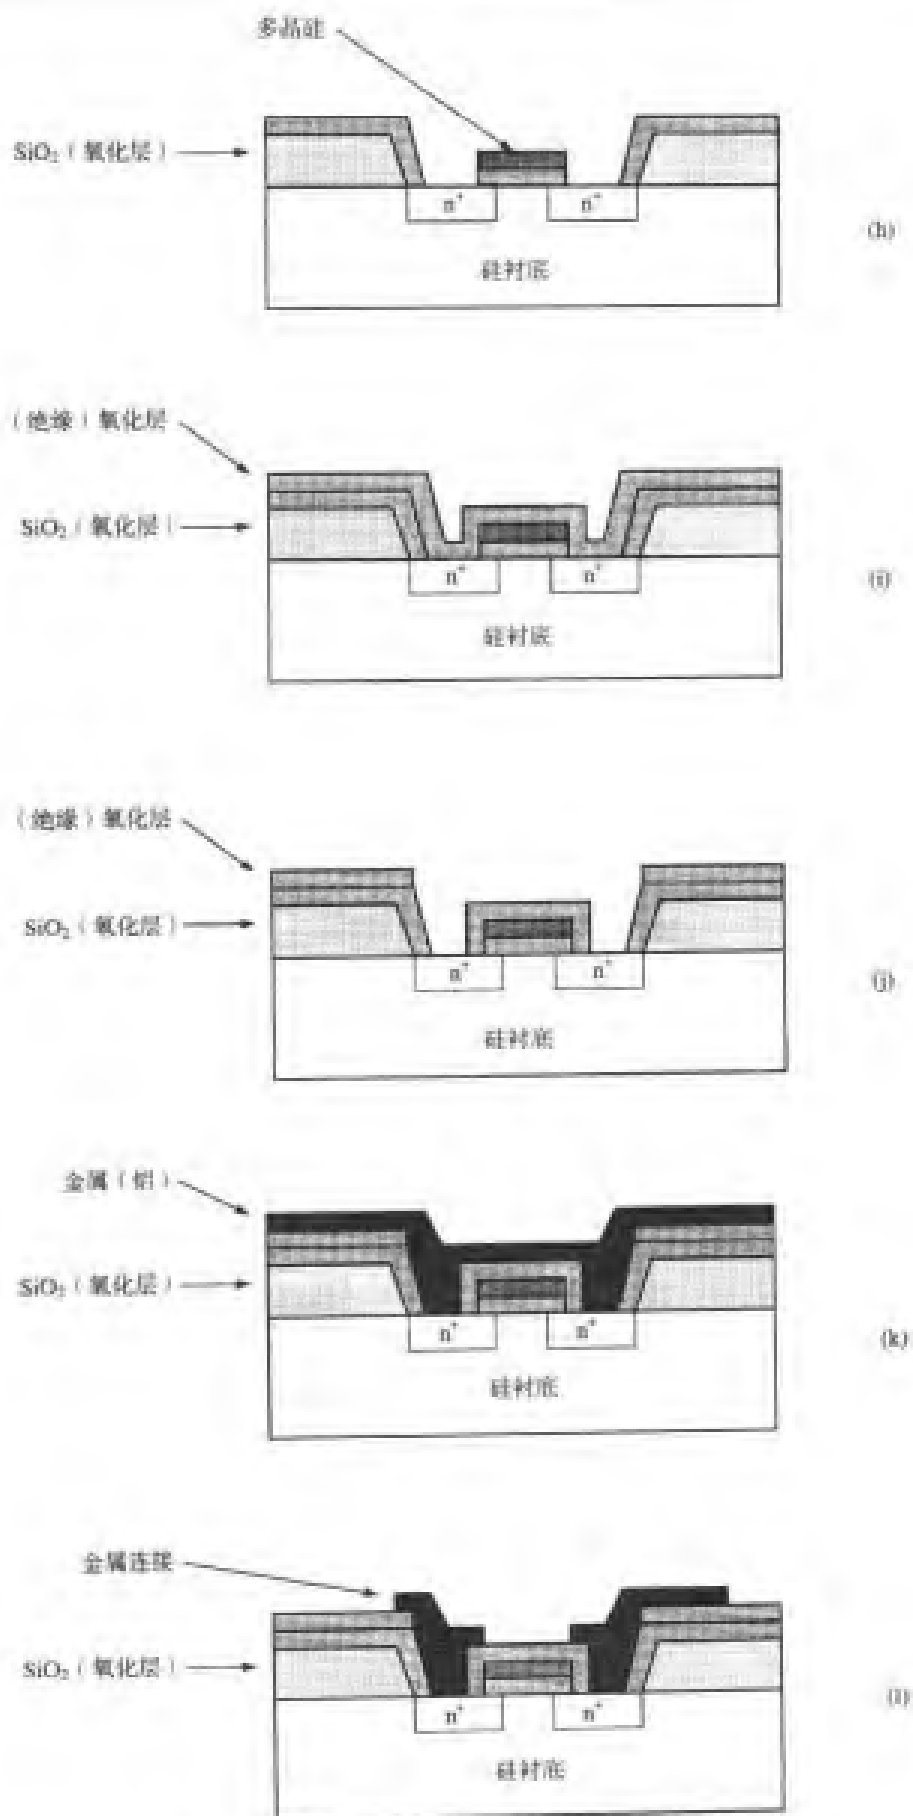 多晶硅
SiO₂（氧化层）
n⁺ n⁺
(h)
硅衬底
（绝缘）氧化层
SiO₂（氧化层）
n⁺ n⁺
(i)
硅衬底
（绝缘）氧化层
SiO₂（氧化层）
n⁺ n⁺
(j)
硅衬底
金属（铝）
SiO₂（氧化层）
n⁺ n⁺
(k)
硅衬底
金属连接
SiO₂（氧化层）
n⁺ n⁺
(l)
硅衬底